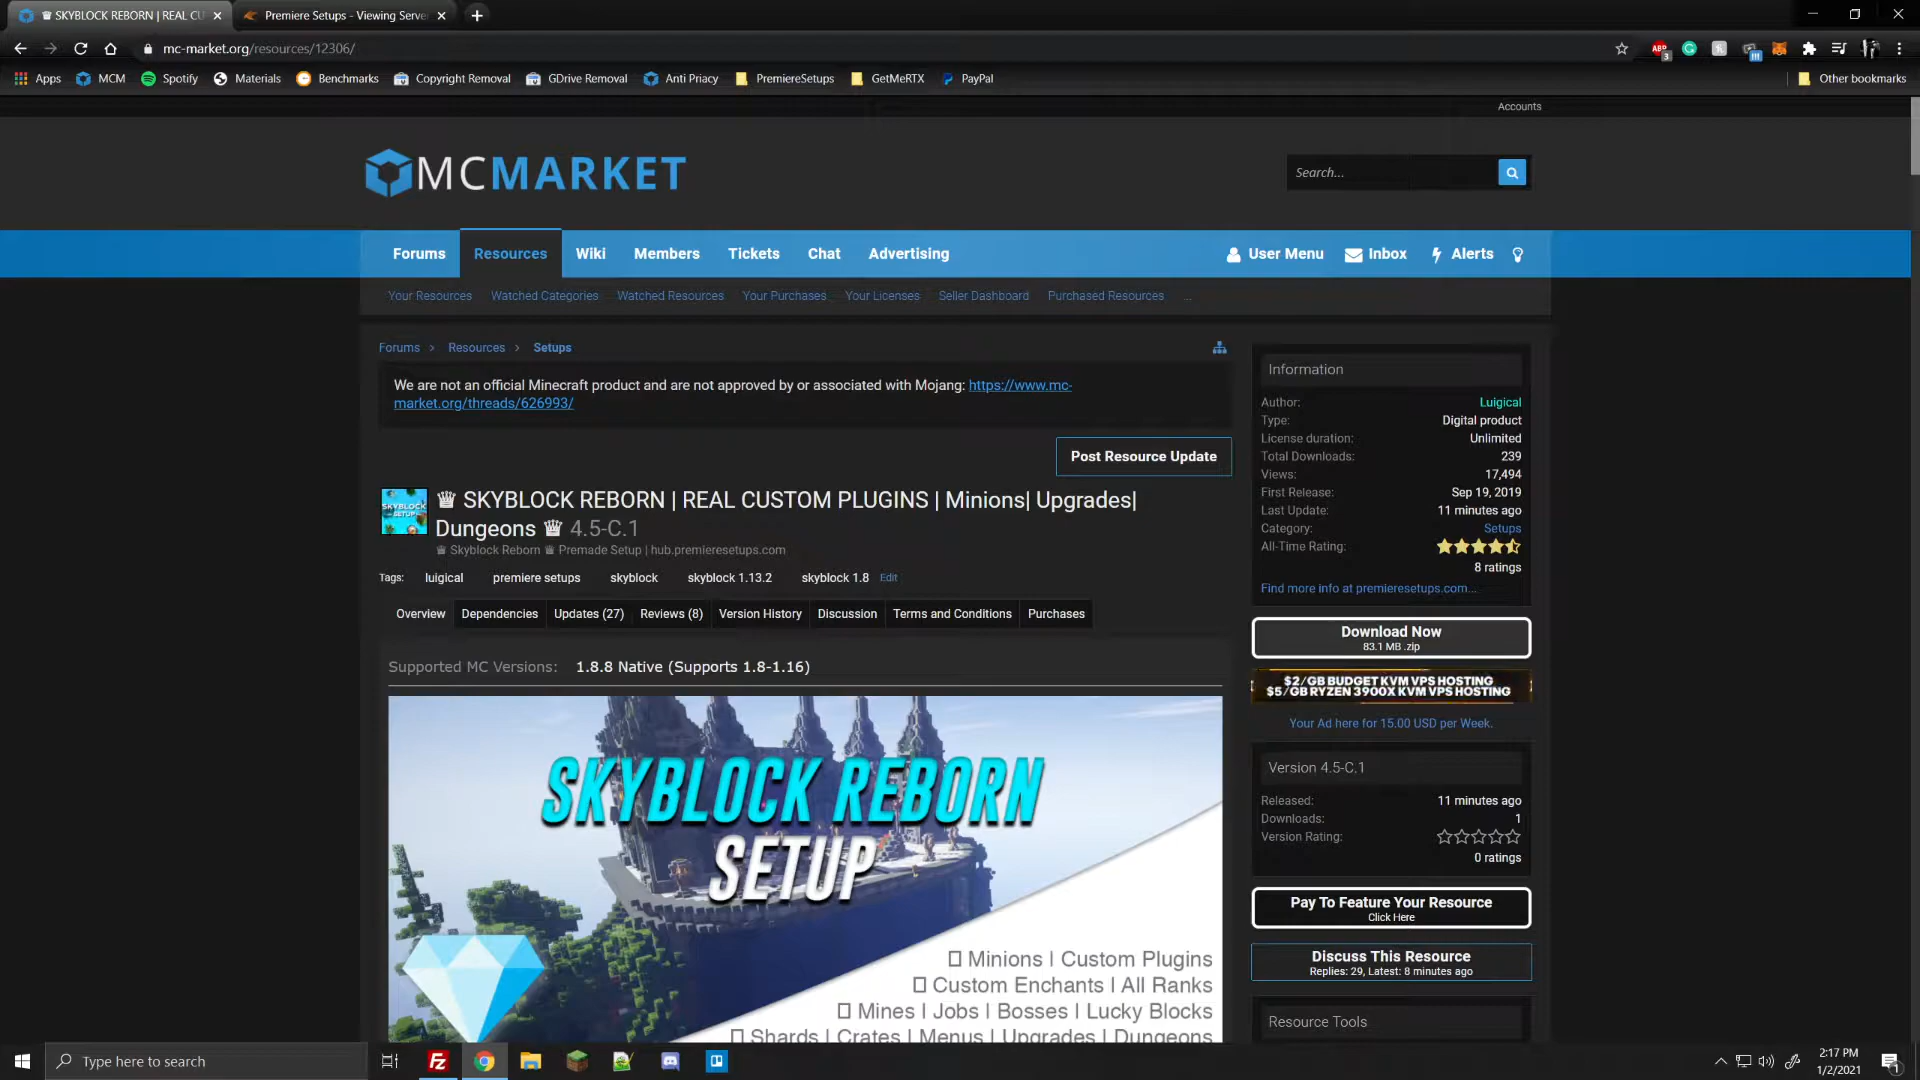 ♛ SKYBLOCK REBORN | REAL CU
Premiere Setups - Viewing Serve
mc-market.org/resources/12306/
Apps MCM Spotify Materials Benchmarks Copyright Removal GDrive Removal Anti Priacy PremiereSetups GetMeRTX PayPal Other bookmarks
Accounts
MCMARKET
Search...
Forums Resources Wiki Members Tickets Chat Advertising User Menu Inbox Alerts
Your Resources Watched Categories Watched Resources Your Purchases Your Licenses Seller Dashboard Purchased Resources ...
Forums > Resources > Setups
We are not an official Minecraft product and are not approved by or associated with Mojang: https://www.mc-
market.org/threads/626993/
Post Resource Update
♛ SKYBLOCK REBORN | REAL CUSTOM PLUGINS | Minions| Upgrades|
Dungeons ♛ 4.5-C.1
♛ Skyblock Reborn ♛ Premade Setup | hub.premieresetups.com
Tags: luigical premiere setups skyblock skyblock 1.13.2 skyblock 1.8 Edit
Overview Dependencies Updates (27) Reviews (8) Version History Discussion Terms and Conditions Purchases
Supported MC Versions: 1.8.8 Native (Supports 1.8-1.16)
SKYBLOCK REBORN
SETUP
Minions | Custom Plugins
Custom Enchants | All Ranks
Mines | Jobs | Bosses | Lucky Blocks
Shards | Crates | Menus | Upgrades | Dungeons
Information
Author: Luigical
Type: Digital product
License duration: Unlimited
Total Downloads: 239
Views: 17,494
First Release: Sep 19, 2019
Last Update: 11 minutes ago
Category: Setups
All-Time Rating:
8 ratings
Find more info at premieresetups.com...
Download Now
83.1 MB .zip
$2/GB BUDGET KVM VPS HOSTING
$5/GB RYZEN 3900X KVM VPS HOSTING
Your Ad here for 15.00 USD per Week.
Version 4.5-C.1
Released: 11 minutes ago
Downloads: 1
Version Rating:
0 ratings
Pay To Feature Your Resource
Click Here
Discuss This Resource
Replies: 29, Latest: 8 minutes ago
Resource Tools
Type here to search
2:17 PM
1/2/2021